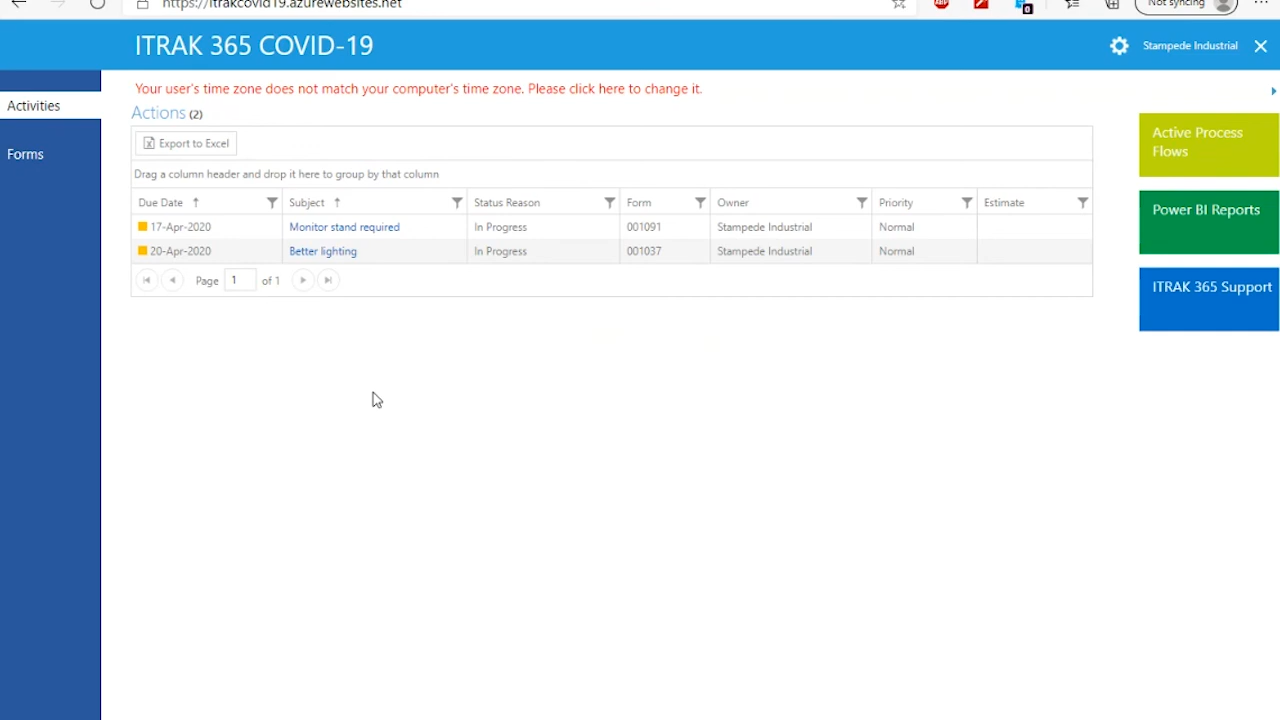 https://itrakcovid19.azurewebsites.net
ABP
0
Not syncing
ITRAK 365 COVID-19
Stampede Industrial
Your user's time zone does not match your computer's time zone. Please click here to change it.
Activities
Forms
Actions (2)
Export to Excel
Drag a column header and drop it here to group by that column
Due Date Subject Status Reason Form Owner Priority Estimate
17-Apr-2020 Monitor stand required In Progress 001091 Stampede Industrial Normal
20-Apr-2020 Better lighting In Progress 001037 Stampede Industrial Normal
Page 1 of 1
Active Process
Flows
Power BI Reports
ITRAK 365 Support